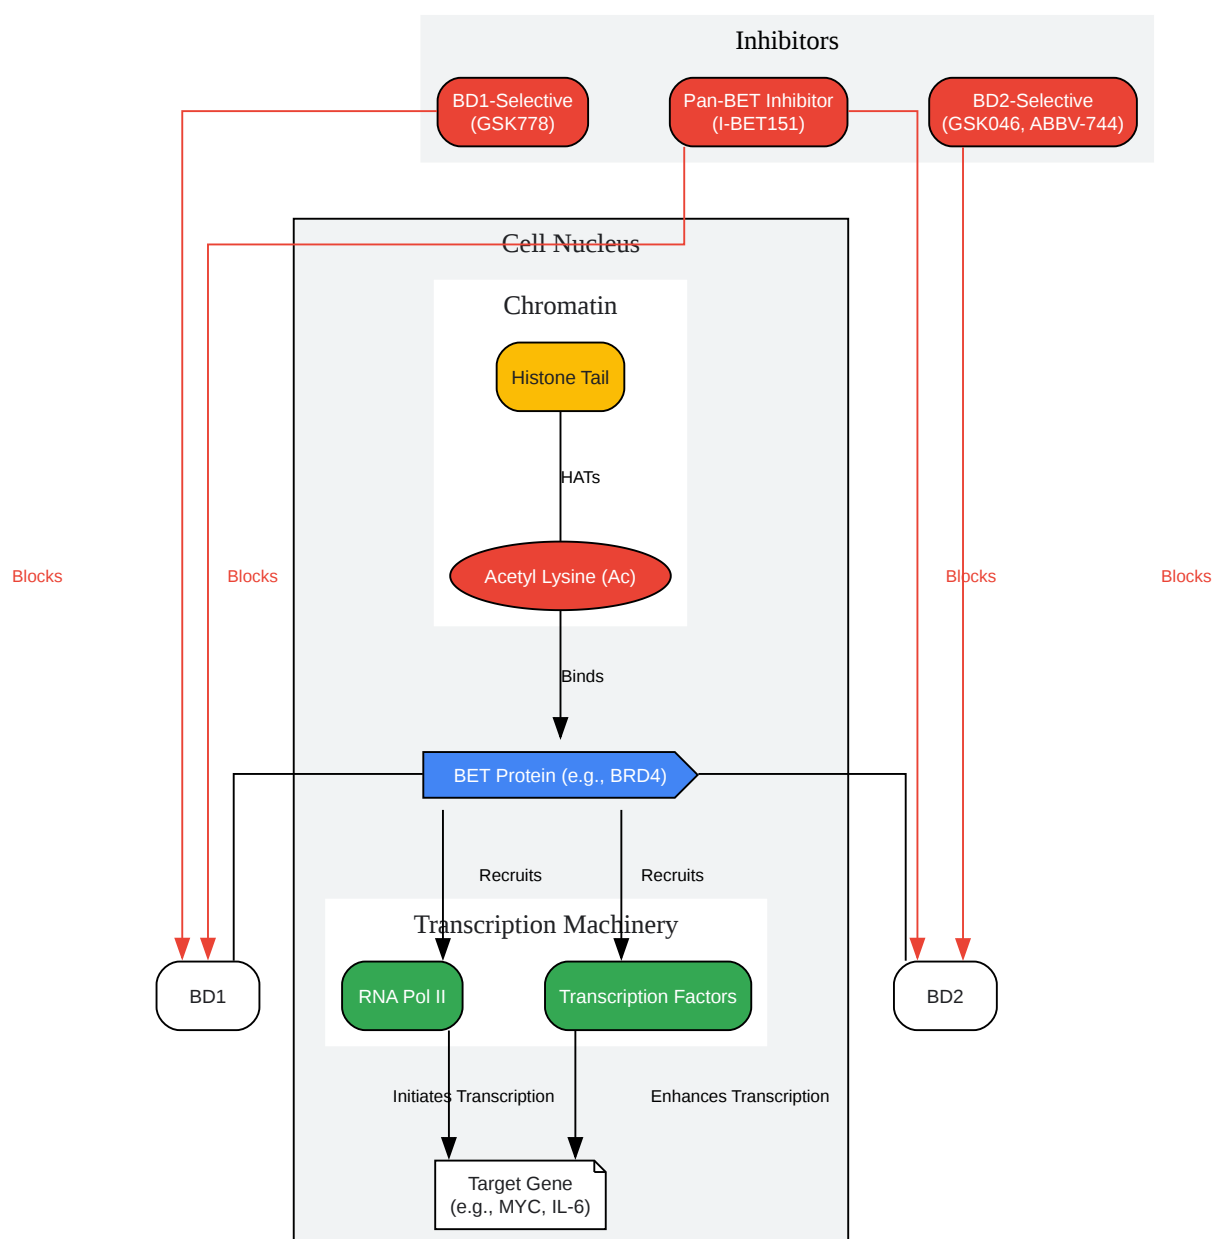 Inhibitors
BD1-Selective
(GSK778)
Pan-BET Inhibitor
(I-BET151)
BD2-Selective
(GSK046, ABBV-744)
Cell Nucleus
Chromatin
Histone Tail
HATs
Blocks
Blocks
Acetyl Lysine (Ac)
Blocks
Blocks
Binds
BET Protein (e.g., BRD4)
Recruits
Recruits
Transcription Machinery
BD1
RNA Pol II
Transcription Factors
BD2
Initiates Transcription
Enhances Transcription
Target Gene
(e.g., MYC, IL-6)